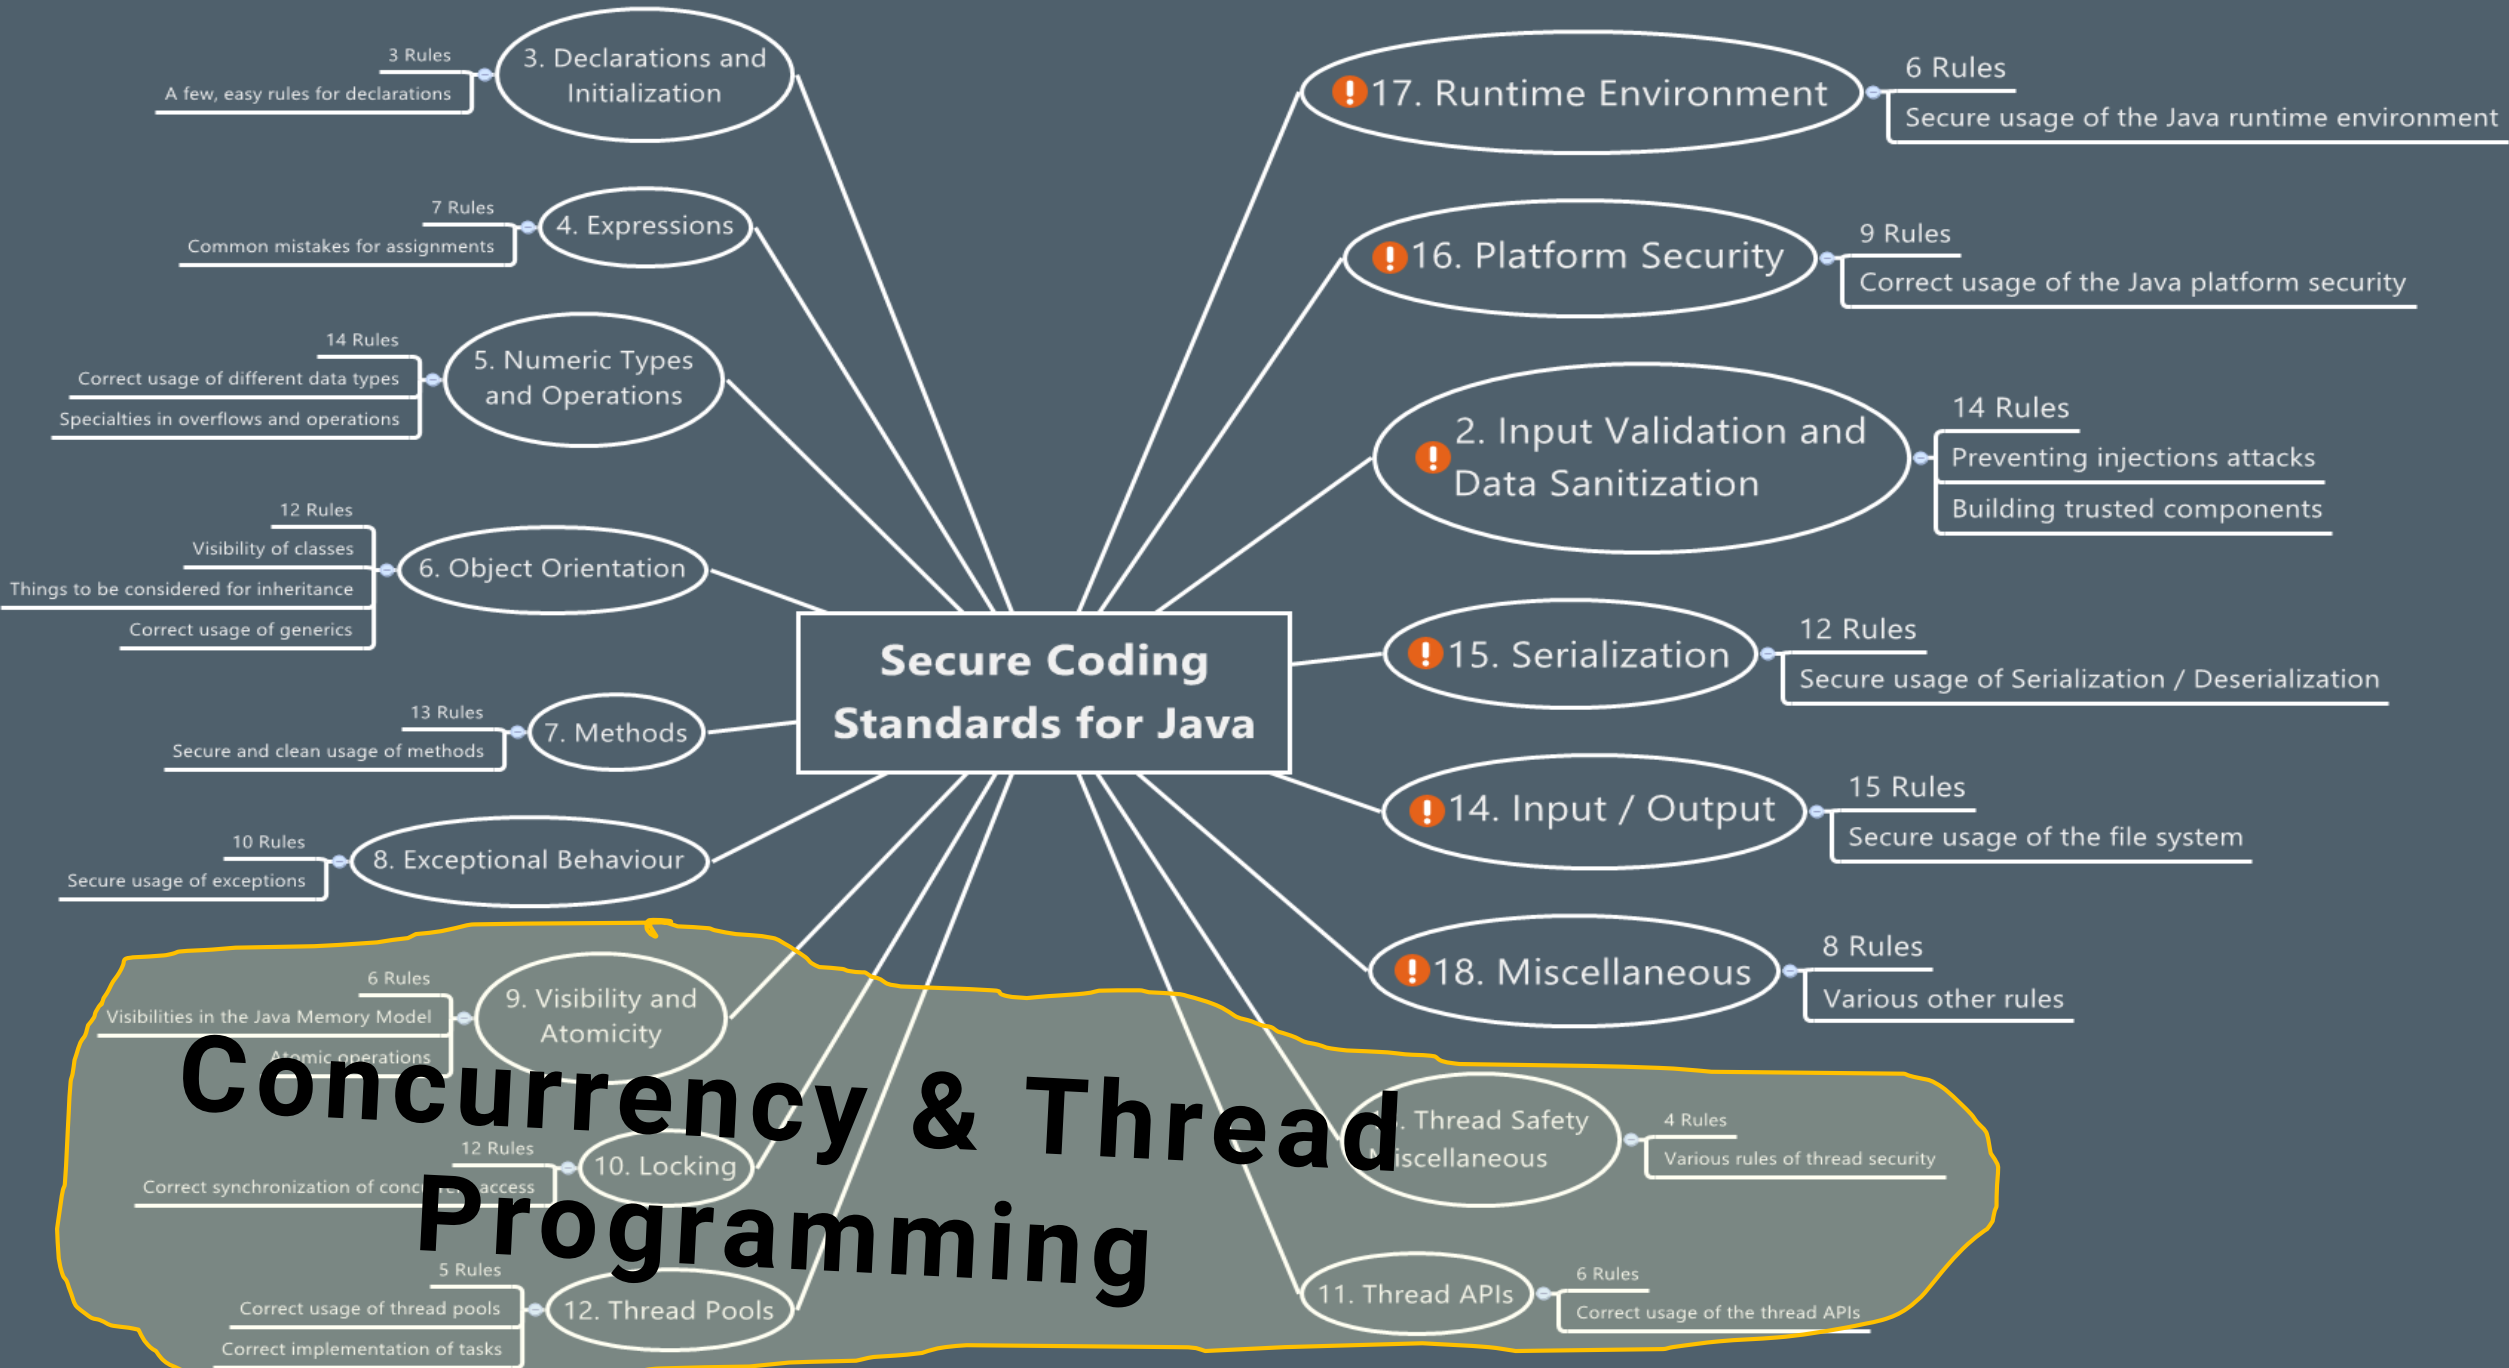 3 Rules
A few, easy rules for declarations
3. Declarations and
Initialization
7 Rules
Common mistakes for assignments
4. Expressions
14 Rules
Correct usage of different data types
Specialties in overflows and operations
5. Numeric Types
and Operations
12 Rules
Visibility of classes
Things to be considered for inheritance
Correct usage of generics
6. Object Orientation
13 Rules
Secure and clean usage of methods
7. Methods
10 Rules
Secure usage of exceptions
8. Exceptional Behaviour
6 Rules
Visibilities in the Java Memory Model
Atomic operations
9. Visibility and
Atomicity
12 Rules
Correct synchronization of concurrent access
10. Locking
5 Rules
Correct usage of thread pools
Correct implementation of tasks
12. Thread Pools
Secure Coding
Standards for Java
17. Runtime Environment
6 Rules
Secure usage of the Java runtime environment
16. Platform Security
9 Rules
Correct usage of the Java platform security
2. Input Validation and
Data Sanitization
14 Rules
Preventing injections attacks
Building trusted components
15. Serialization
12 Rules
Secure usage of Serialization / Deserialization
14. Input / Output
15 Rules
Secure usage of the file system
18. Miscellaneous
8 Rules
Various other rules
Thread Safety
Miscellaneous
4 Rules
Various rules of thread security
11. Thread APIs
6 Rules
Correct usage of the thread APIs
Concurrency & Thread
Programming